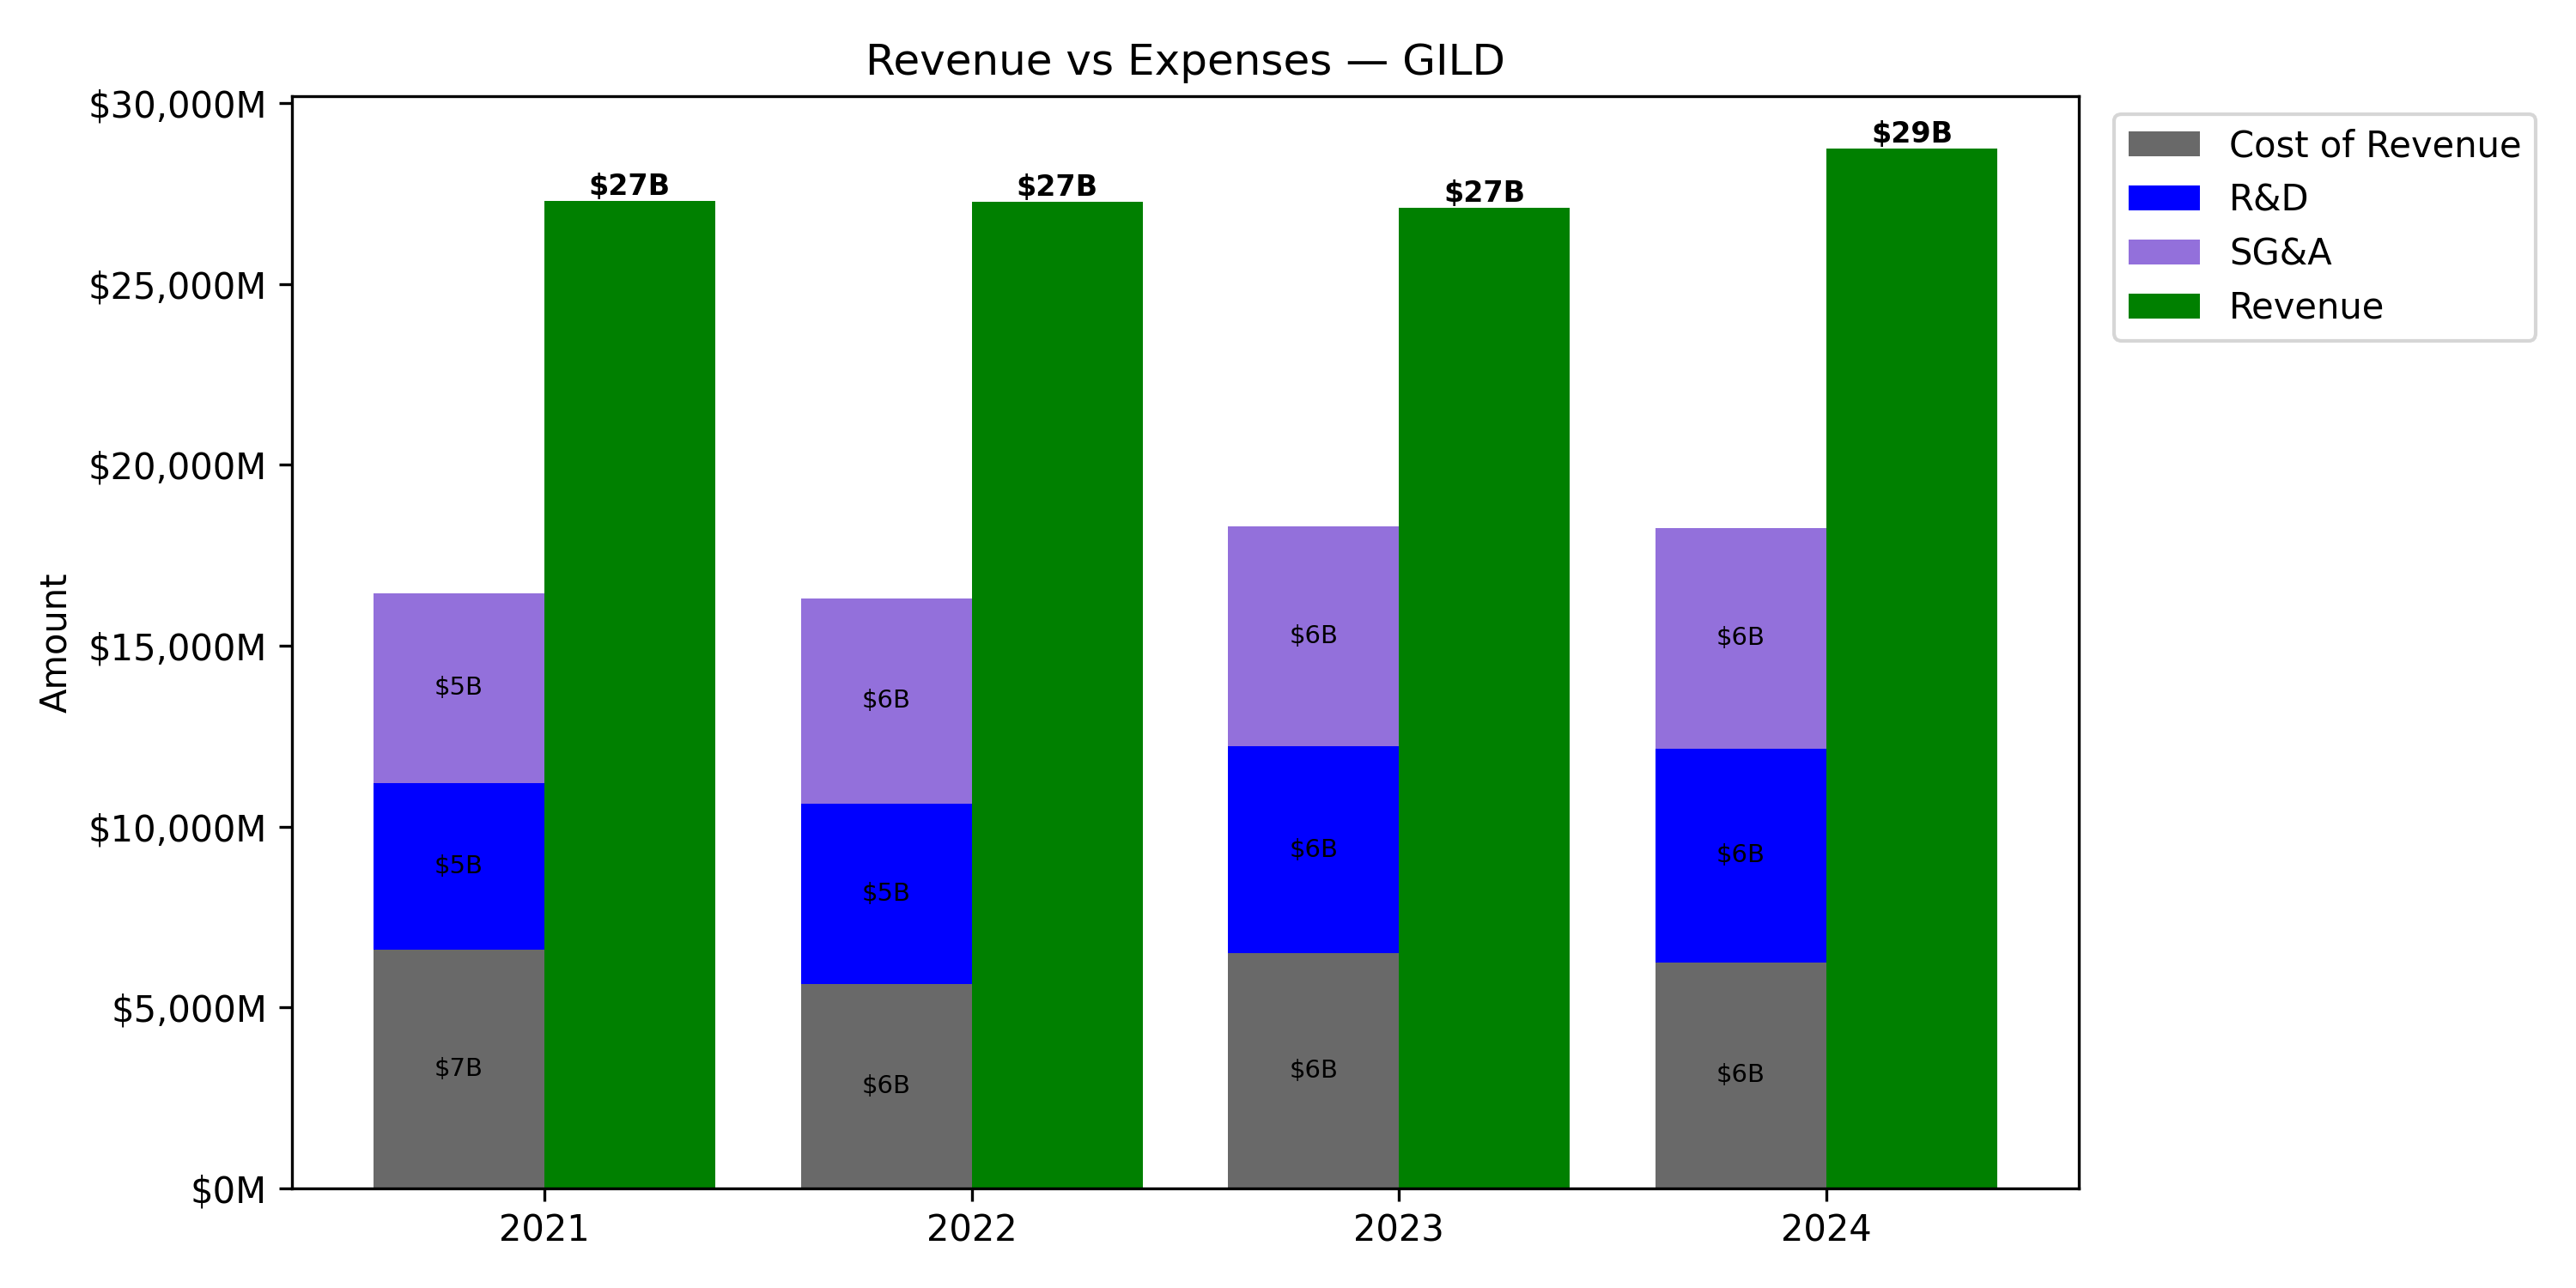 Revenue vs Expenses — GILD
$30,000M
$25,000M
$20,000M
$15,000M
$10,000M
$5,000M
$0M
Amount
$27B
$27B
$27B
$29B
$5B
$6B
$6B
$6B
$5B
$5B
$6B
$6B
$7B
$6B
$6B
$6B
2021
2022
2023
2024
Cost of Revenue
R&D
SG&A
Revenue